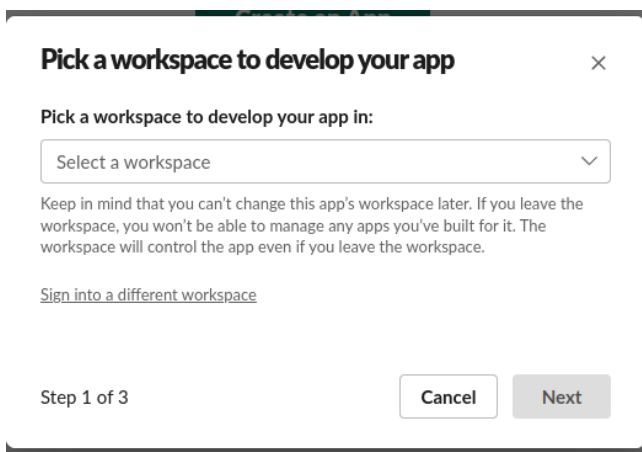 Create an App
Pick a workspace to develop your app
Pick a workspace to develop your app in:
Select a workspace
Keep in mind that you can't change this app's workspace later. If you leave the
workspace, you won't be able to manage any apps you've built for it. The
workspace will control the app even if you leave the workspace.
Sign into a different workspace
Step 1 of 3
Cancel
Next